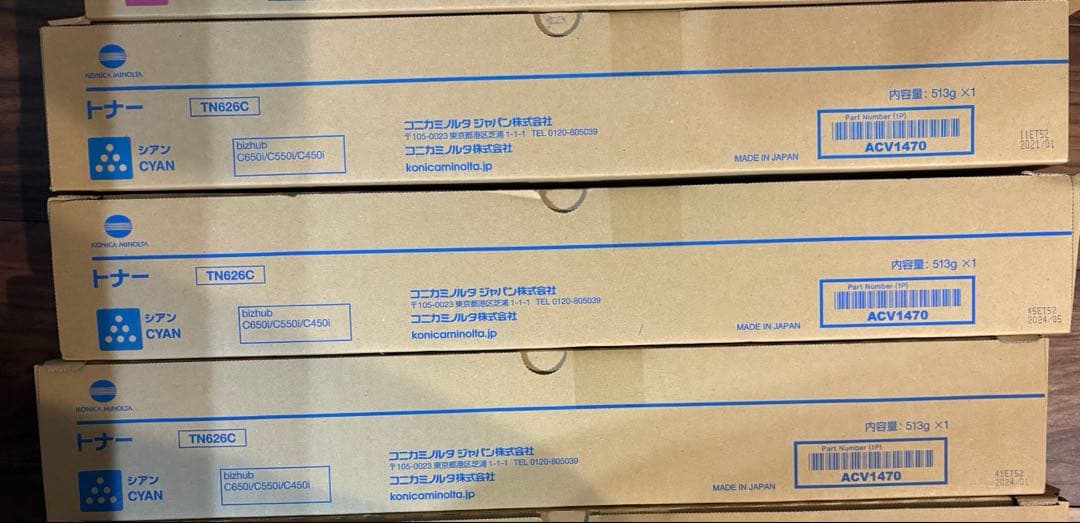 KONICA MINOLTA
トナー TN626C
シアン
CYAN
bizhub
C650i/C550i/C450i
コニカミノルタ ジャパン株式会社
〒105-0023 東京都港区芝浦 1-1-1 TEL 0120-805039
コニカミノルタ株式会社
konicaminolta.jp
MADE IN JAPAN
内容量: 513g ×1
Part Number (1P)
ACV1470
11ET52
2021/01
KONICA MINOLTA
トナー TN626C
シアン
CYAN
bizhub
C650i/C550i/C450i
コニカミノルタ ジャパン株式会社
〒105-0023 東京都港区芝浦 1-1-1 TEL 0120-805039
コニカミノルタ株式会社
konicaminolta.jp
MADE IN JAPAN
内容量: 513g ×1
Part Number (1P)
ACV1470
45ET52
2024/05
KONICA MINOLTA
トナー TN626C
シアン
CYAN
bizhub
C650i/C550i/C450i
コニカミノルタ ジャパン株式会社
〒105-0023 東京都港区芝浦 1-1-1 TEL 0120-805039
コニカミノルタ株式会社
konicaminolta.jp
MADE IN JAPAN
内容量: 513g ×1
Part Number (1P)
ACV1470
41ET52
2024/01